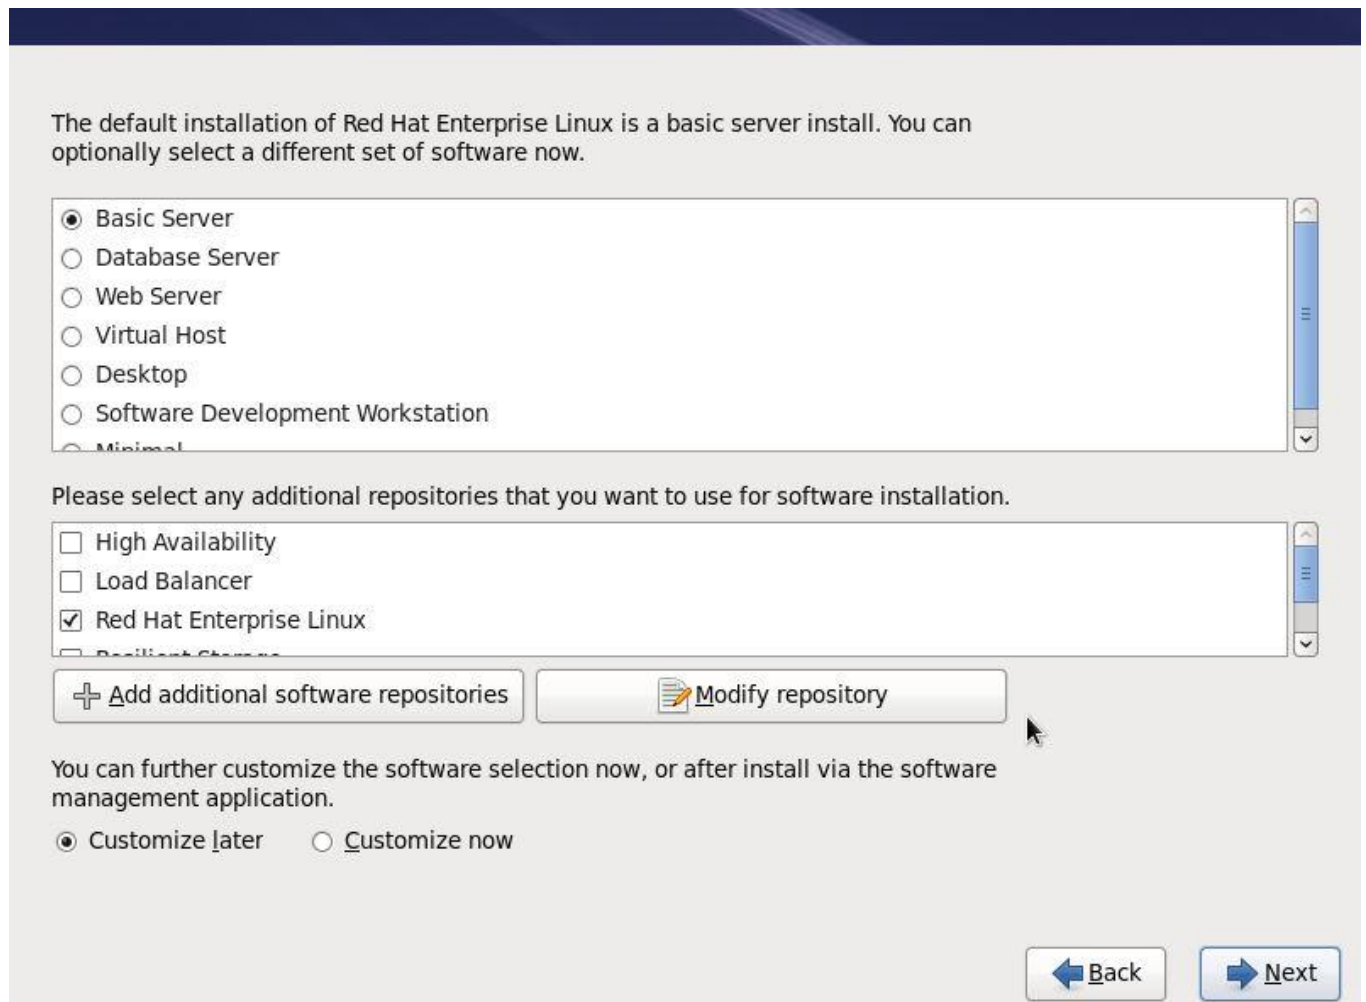 The default installation of Red Hat Enterprise Linux is a basic server install. You can
optionally select a different set of software now.
Basic Server
Database Server
Web Server
Virtual Host
Desktop
Software Development Workstation
Minimal
Please select any additional repositories that you want to use for software installation.
High Availability
Load Balancer
Red Hat Enterprise Linux
Resilient Storage
Add additional software repositories
Modify repository
You can further customize the software selection now, or after install via the software
management application.
Customize later
Customize now
Back
Next